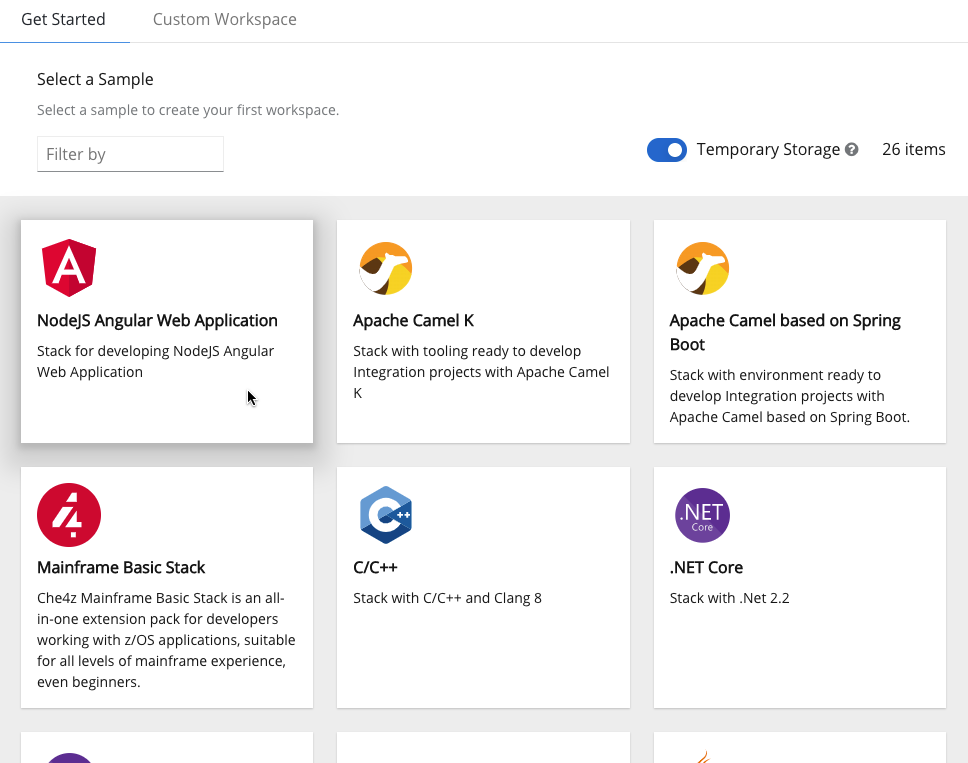 Get Started
Custom Workspace
Select a Sample
Select a sample to create your first workspace.
Filter by
Temporary Storage
26 items
NodeJS Angular Web Application
Stack for developing NodeJS Angular
Web Application
Apache Camel K
Stack with tooling ready to develop
Integration projects with Apache Camel
K
Apache Camel based on Spring
Boot
Stack with environment ready to
develop Integration projects with
Apache Camel based on Spring Boot.
Mainframe Basic Stack
Che4z Mainframe Basic Stack is an all-
in-one extension pack for developers
working with z/OS applications, suitable
for all levels of mainframe experience,
even beginners.
C++
C/C++
Stack with C/C++ and Clang 8
.NET
Core
.NET Core
Stack with .Net 2.2